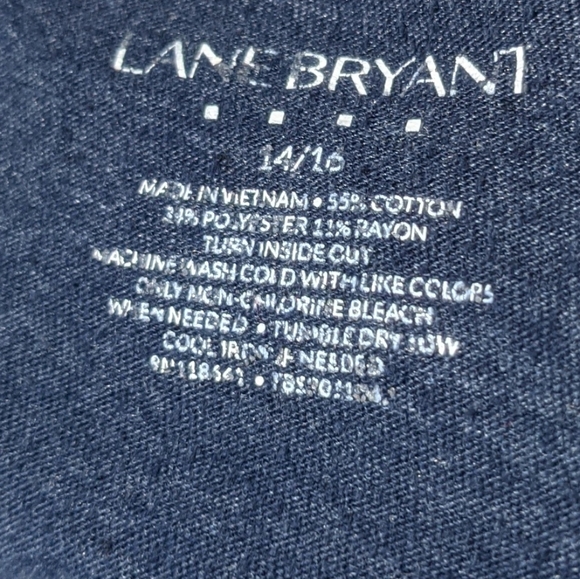 LANE BRYANT
14/16
MADE IN VIETNAM • 55% COTTON
34% POLYESTER 11% RAYON
TURN INSIDE OUT
MACHINE WASH COLD WITH LIKE COLORS
ONLY NON-CHLORINE BLEACH
WHEN NEEDED • TUMBLE DRY LOW
COOL IRON IF NEEDED